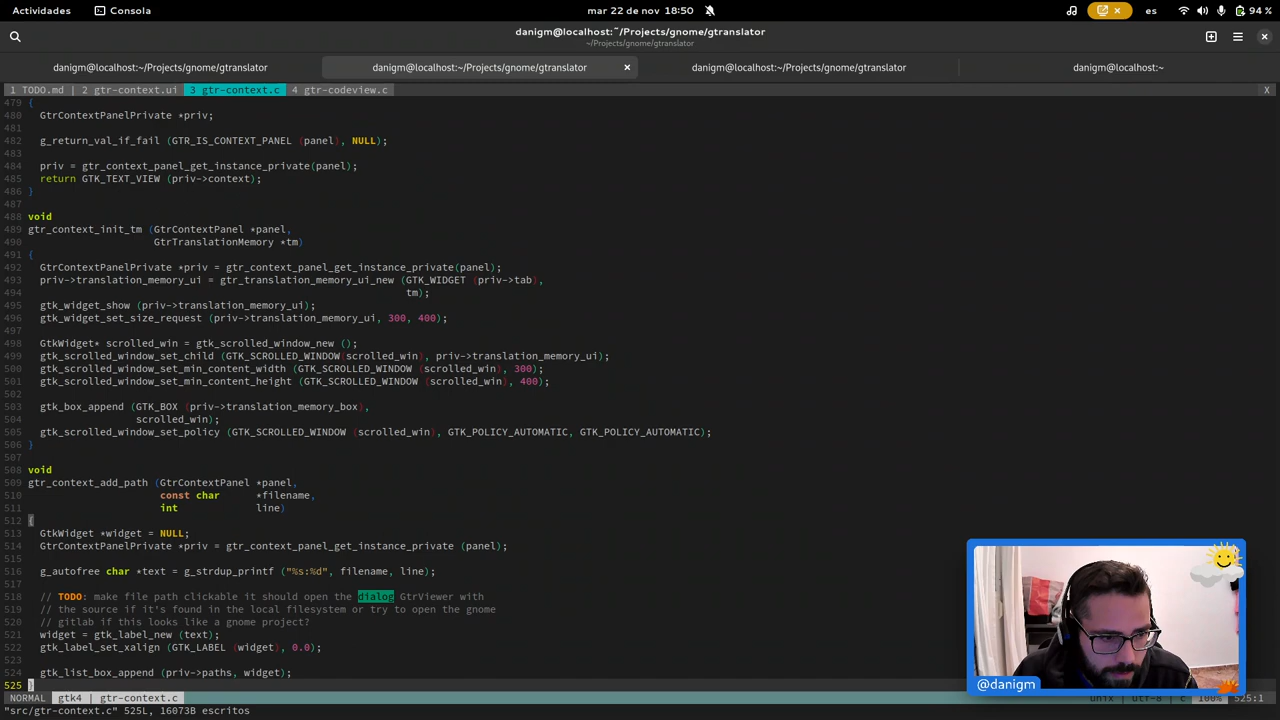 Actividades
Consola
mar 22 de nov 18:50
es
94 %
danigm@localhost:~/Projects/gnome/gtranslator
~/Projects/gnome/gtranslator
danigm@localhost:~/Projects/gnome/gtranslator
danigm@localhost:~/Projects/gnome/gtranslator
danigm@localhost:~/Projects/gnome/gtranslator
danigm@localhost:~
1 TODO.md | 2 gtr-context.ui  3 gtr-context.c  4 gtr-codeview.c  X
479 {
480   GtrContextPanelPrivate *priv;
481
482   g_return_val_if_fail (GTR_IS_CONTEXT_PANEL (panel), NULL);
483
484   priv = gtr_context_panel_get_instance_private(panel);
485   return GTK_TEXT_VIEW (priv->context);
486 }
487
488 void
489 gtr_context_init_tm (GtrContextPanel *panel,
490                      GtrTranslationMemory *tm)
491 {
492   GtrContextPanelPrivate *priv = gtr_context_panel_get_instance_private(panel);
493   priv->translation_memory_ui = gtr_translation_memory_ui_new (GTK_WIDGET (priv->tab),
494                                                                tm);
495   gtk_widget_show (priv->translation_memory_ui);
496   gtk_widget_set_size_request (priv->translation_memory_ui, 300, 400);
497
498   GtkWidget* scrolled_win = gtk_scrolled_window_new ();
499   gtk_scrolled_window_set_child (GTK_SCROLLED_WINDOW(scrolled_win), priv->translation_memory_ui);
500   gtk_scrolled_window_set_min_content_width (GTK_SCROLLED_WINDOW (scrolled_win), 300);
501   gtk_scrolled_window_set_min_content_height (GTK_SCROLLED_WINDOW (scrolled_win), 400);
502
503   gtk_box_append (GTK_BOX (priv->translation_memory_box),
504                   scrolled_win);
505   gtk_scrolled_window_set_policy (GTK_SCROLLED_WINDOW (scrolled_win), GTK_POLICY_AUTOMATIC, GTK_POLICY_AUTOMATIC);
506 }
507
508 void
509 gtr_context_add_path (GtrContextPanel *panel,
510                       const char      *filename,
511                       int             line)
512 {
513   GtkWidget *widget = NULL;
514   GtrContextPanelPrivate *priv = gtr_context_panel_get_instance_private (panel);
515
516   g_autofree char *text = g_strdup_printf ("%s:%d", filename, line);
517
518   // TODO: make file path clickable it should open the dialog GtrViewer with
519   // the source if it's found in the local filesystem or try to open the gnome
520   // gitlab if this looks like a gnome project?
521   widget = gtk_label_new (text);
522   gtk_label_set_xalign (GTK_LABEL (widget), 0.0);
523
524   gtk_list_box_append (priv->paths, widget);
525 }
NORMAL  gtk4 | gtr-context.c  unix | utf-8 | c  100%  525:1
"src/gtr-context.c" 525L, 16073B escritos
@danigm